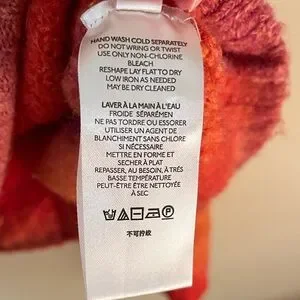 HAND WASH COLD SEPARATELY
DO NOT WRING OR TWIST
USE ONLY NON-CHLORINE
BLEACH
RESHAPE LAY FLAT TO DRY
LOW IRON AS NEEDED
MAY BE DRY CLEANED
LAVER À LA MAIN À L'EAU
FROIDE SÉPARÉMEN
NE PAS TORDRE OU ESSORER
UTILISER UN AGENT DE
BLANCHIMENT SANS CHLORE
SI NÉCESSAIRE
METTRE EN FORME ET
SECHER À PLAT
REPASSER, AU BESOIN, À TRÉS
BASSE TEMPÉRATURE
PEUT-ÊTRE ÊTRE NETTOYÉE
À SEC
不可拧绞